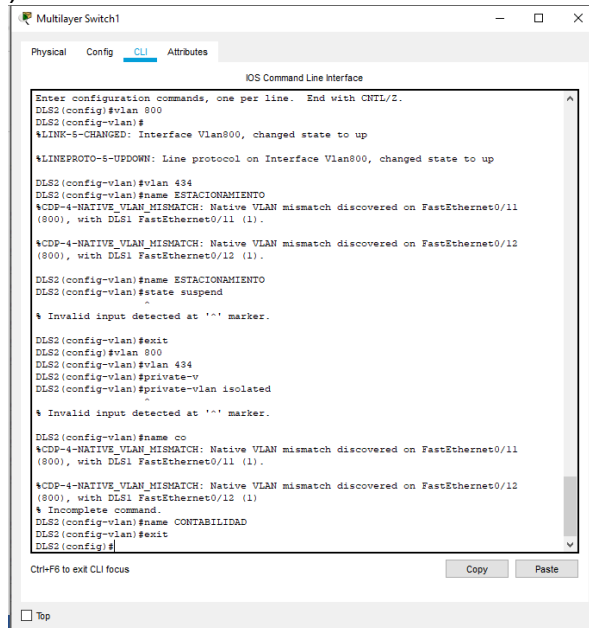 Multilayer Switch1
Physical Config CLI Attributes
IOS Command Line Interface
Enter configuration commands, one per line. End with CNTL/Z.
DLS2(config)#vlan 800
DLS2(config-vlan)#
%LINK-5-CHANGED: Interface Vlan800, changed state to up
%LINEPROTO-5-UPDOWN: Line protocol on Interface Vlan800, changed state to up
DLS2(config-vlan)#vlan 434
DLS2(config-vlan)#name ESTACIONAMIENTO
%CDP-4-NATIVE_VLAN_MISMATCH: Native VLAN mismatch discovered on FastEthernet0/11
(800), with DLS1 FastEthernet0/11 (1).
%CDP-4-NATIVE_VLAN_MISMATCH: Native VLAN mismatch discovered on FastEthernet0/12
(800), with DLS1 FastEthernet0/12 (1).
DLS2(config-vlan)#name ESTACIONAMIENTO
DLS2(config-vlan)#state suspend
^
% Invalid input detected at '^' marker.
DLS2(config-vlan)#exit
DLS2(config)#vlan 800
DLS2(config-vlan)#vlan 434
DLS2(config-vlan)#private-v
DLS2(config-vlan)#private-vlan isolated
^
% Invalid input detected at '^' marker.
DLS2(config-vlan)#name co
%CDP-4-NATIVE_VLAN_MISMATCH: Native VLAN mismatch discovered on FastEthernet0/11
(800), with DLS1 FastEthernet0/11 (1).
%CDP-4-NATIVE_VLAN_MISMATCH: Native VLAN mismatch discovered on FastEthernet0/12
(800), with DLS1 FastEthernet0/12 (1)
% Incomplete command.
DLS2(config-vlan)#name CONTABILIDAD
DLS2(config-vlan)#exit
DLS2(config)#
Ctrl+F6 to exit CLI focus
Copy Paste
Top